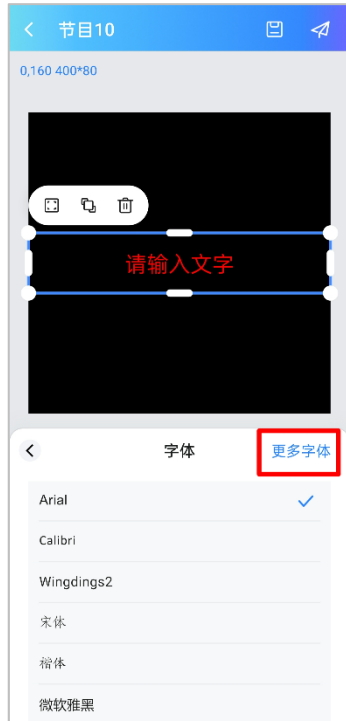 节目10
0,160 400*80
请输入文字
字体
更多字体
Arial
Calibri
Wingdings2
宋体
楷体
微软雅黑